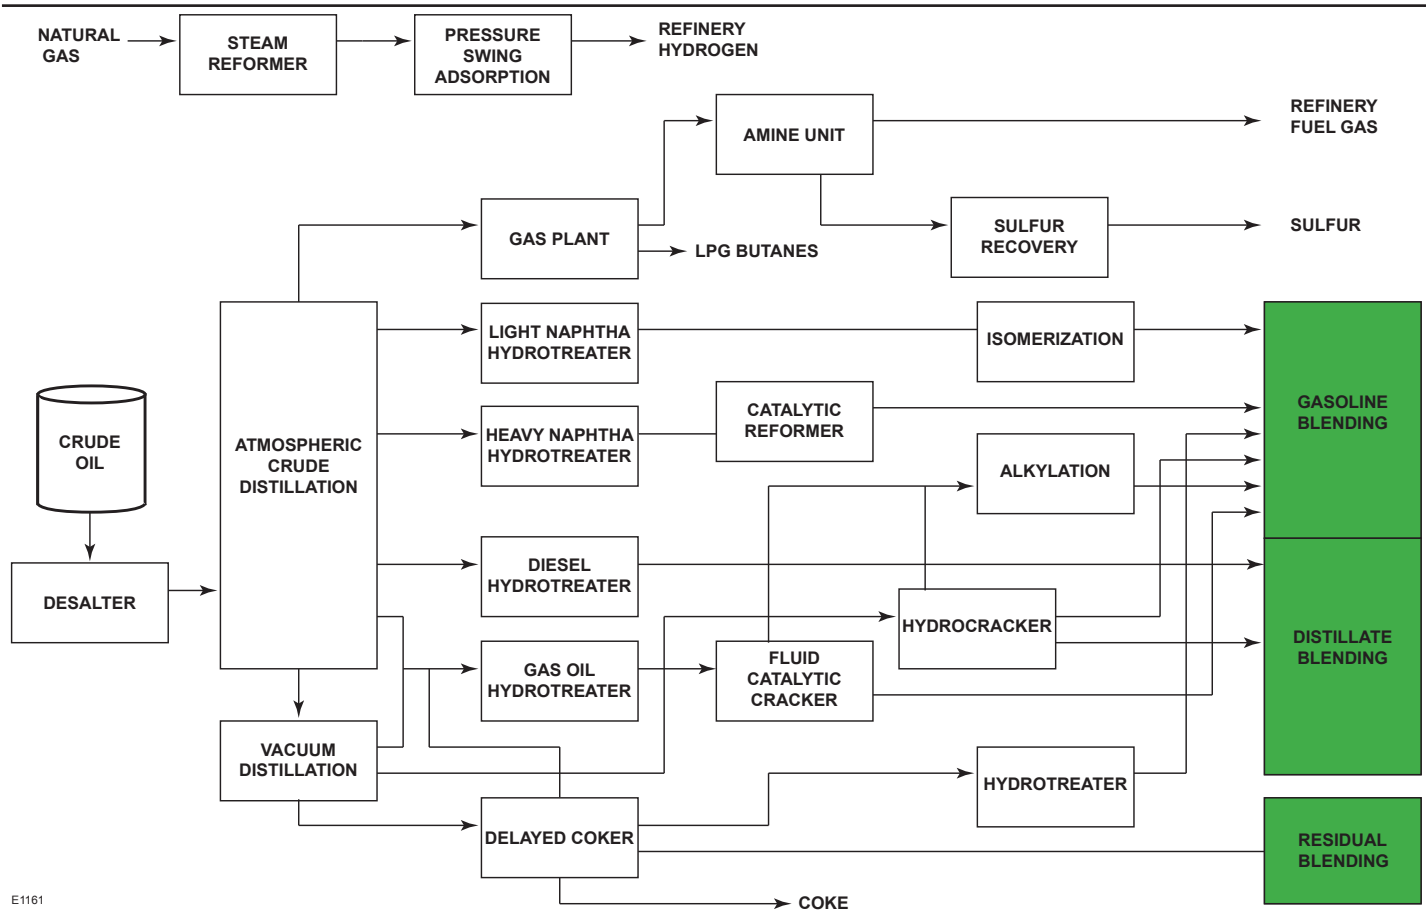 NATURAL
GAS
STEAM
REFORMER
PRESSURE
SWING
ADSORPTION
REFINERY
HYDROGEN
AMINE UNIT
REFINERY
FUEL GAS
GAS PLANT
LPG BUTANES
SULFUR
RECOVERY
SULFUR
LIGHT NAPHTHA
HYDROTREATER
ISOMERIZATION
GASOLINE
BLENDING
CRUDE
OIL
ATMOSPHERIC
CRUDE
DISTILLATION
HEAVY NAPHTHA
HYDROTREATER
CATALYTIC
REFORMER
ALKYLATION
DESALTER
DIESEL
HYDROTREATER
HYDROCRACKER
DISTILLATE
BLENDING
GAS OIL
HYDROTREATER
FLUID
CATALYTIC
CRACKER
VACUUM
DISTILLATION
HYDROTREATER
DELAYED COKER
RESIDUAL
BLENDING
COKE
E1161